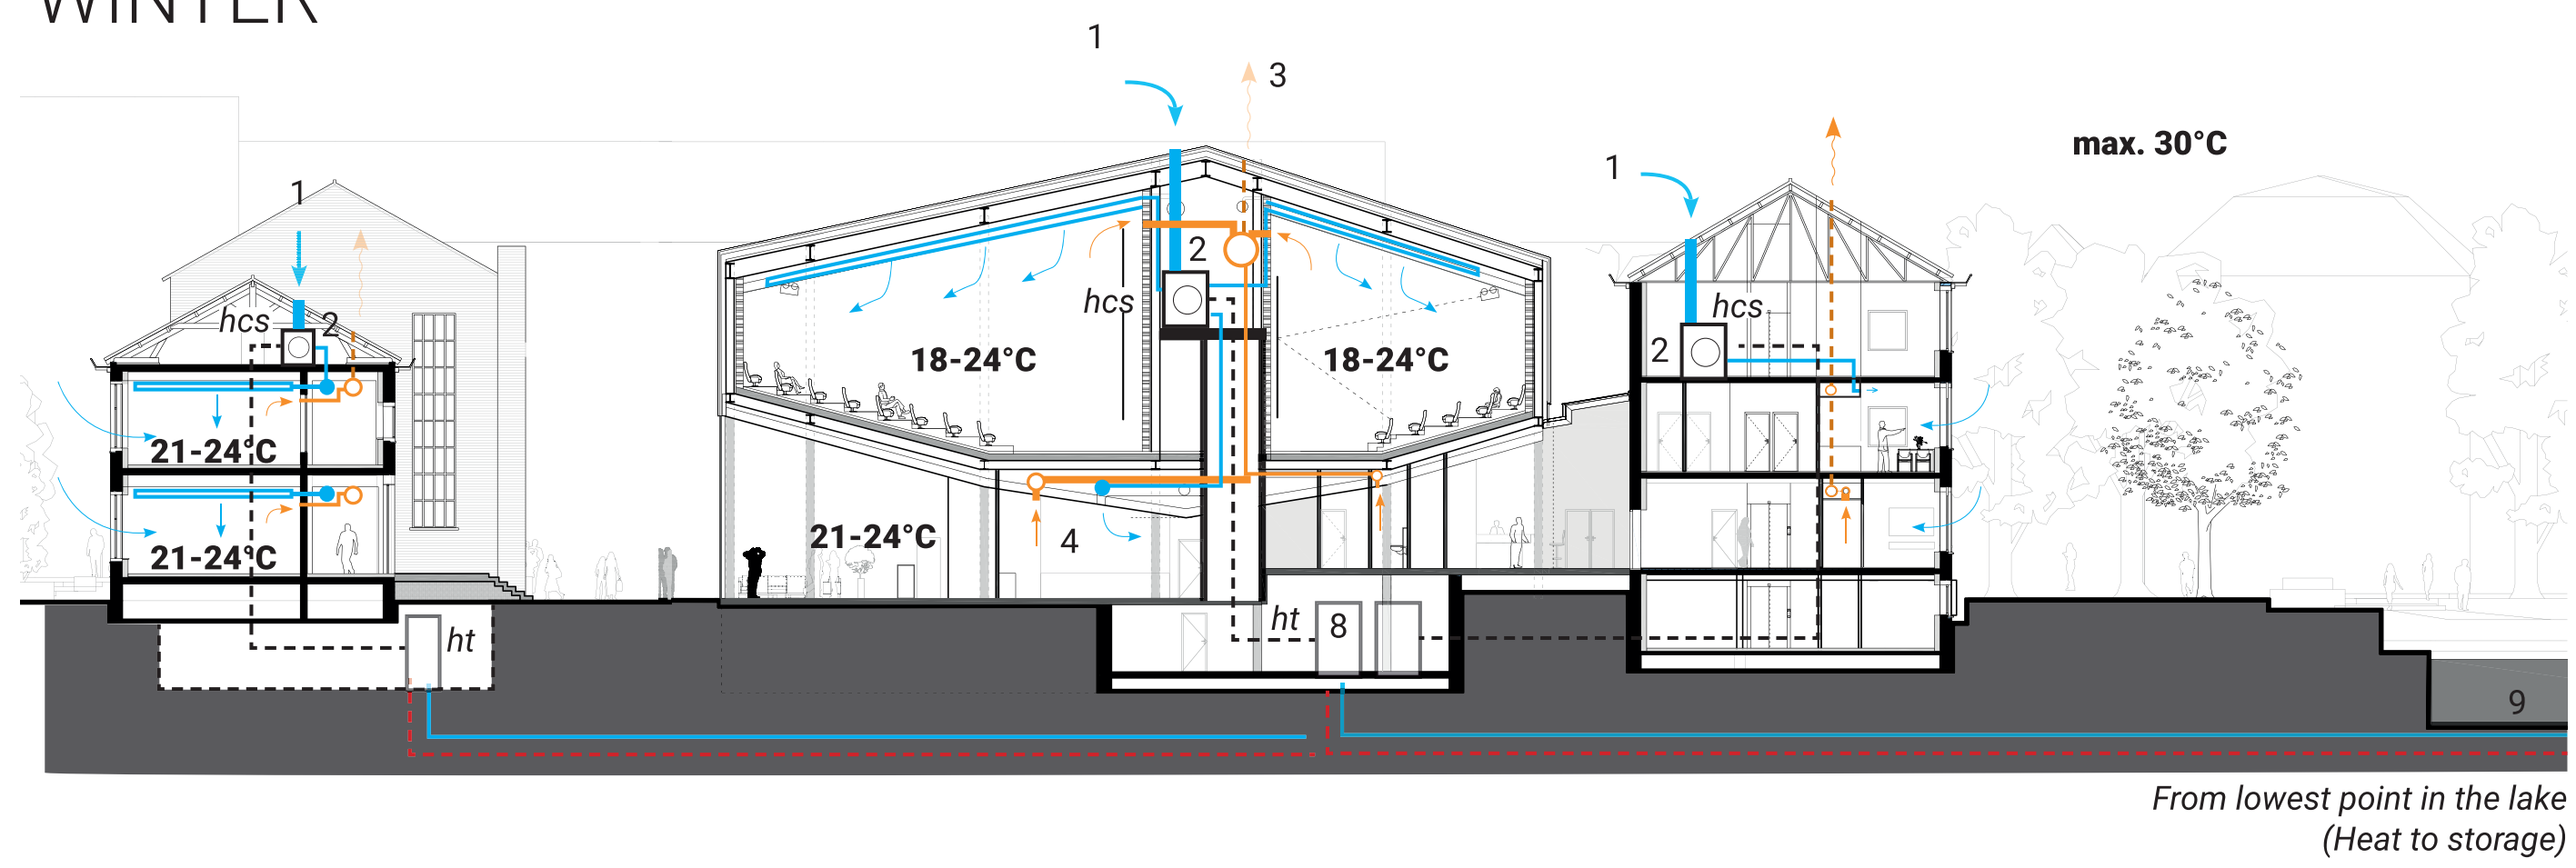 WINTER
1
3
max. 30°C
1
1
2
hcs
hcs
2
hcs
2
18-24°C
18-24°C
21-24°C
21-24°C
4
21-24°C
ht
8
ht
9
From lowest point in the lake
(Heat to storage)